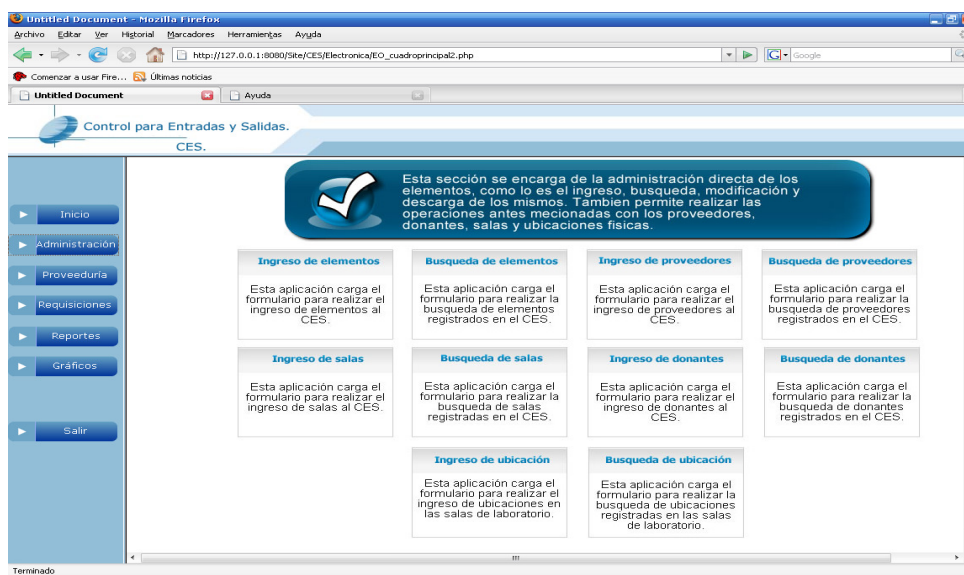 Untitled Document - Mozilla Firefox
Archivo Editar Ver Historial Marcadores Herramientas Ayuda
http://127.0.0.1:8080/Site/CES/Electronica/EO_cuadroprincipal2.php
G Google
Comenzar a usar Fire... Últimas noticias
Untitled Document
Ayuda
Control para Entradas y Salidas.
CES.
Inicio
Administración
Proveeduría
Requisiciones
Reportes
Gráficos
Salir
Esta sección se encarga de la administración directa de los
elementos, como lo es el ingreso, busqueda, modificación y
descarga de los mismos. Tambien permite realizar las
operaciones antes mecionadas con los proveedores,
donantes, salas y ubicaciones fisicas.
Ingreso de elementos
Esta aplicación carga el
formulario para realizar el
ingreso de elementos al
CES.
Busqueda de elementos
Esta aplicación carga el
formulario para realizar la
busqueda de elementos
registrados en el CES.
Ingreso de proveedores
Esta aplicación carga el
formulario para realizar el
ingreso de proveedores al
CES.
Busqueda de proveedores
Esta aplicación carga el
formulario para realizar la
busqueda de proveedores
registrados en el CES.
Ingreso de salas
Esta aplicación carga el
formulario para realizar el
ingreso de salas al CES.
Busqueda de salas
Esta aplicación carga el
formulario para realizar la
busqueda de salas
registradas en el CES.
Ingreso de donantes
Esta aplicación carga el
formulario para realizar el
ingreso de donantes al
CES.
Busqueda de donantes
Esta aplicación carga el
formulario para realizar la
busqueda de donantes
registrados en el CES.
Ingreso de ubicación
Esta aplicación carga el
formulario para realizar el
ingreso de ubicaciones en
las salas de laboratorio.
Busqueda de ubicación
Esta aplicación carga el
formulario para realizar la
busqueda de ubicaciones
registradas en las salas
de laboratorio.
Terminado